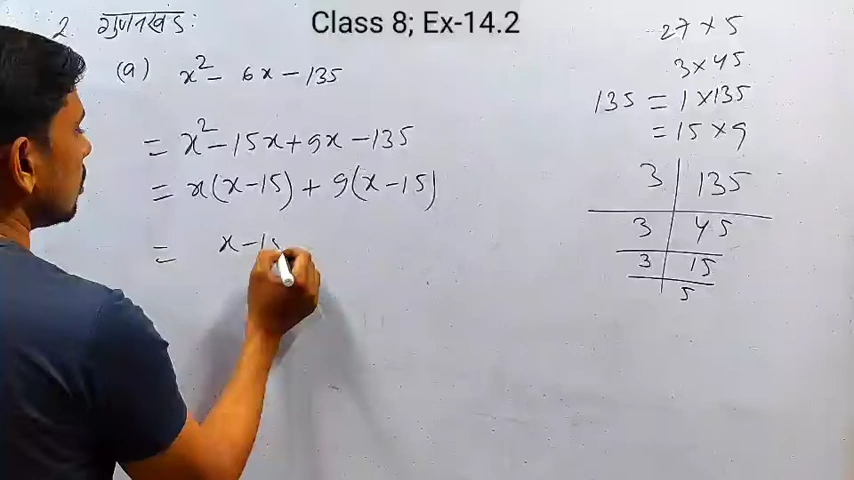 Class 8; Ex-14.2
2. गुणनखंड:
(a) x² - 6x - 135
= x² - 15x + 9x - 135
= x(x - 15) + 9(x - 15)
= x - 15
27 × 5
3 × 45
135 = 1 × 135
= 15 × 9
3 | 135
3 | 45
3 | 15
5